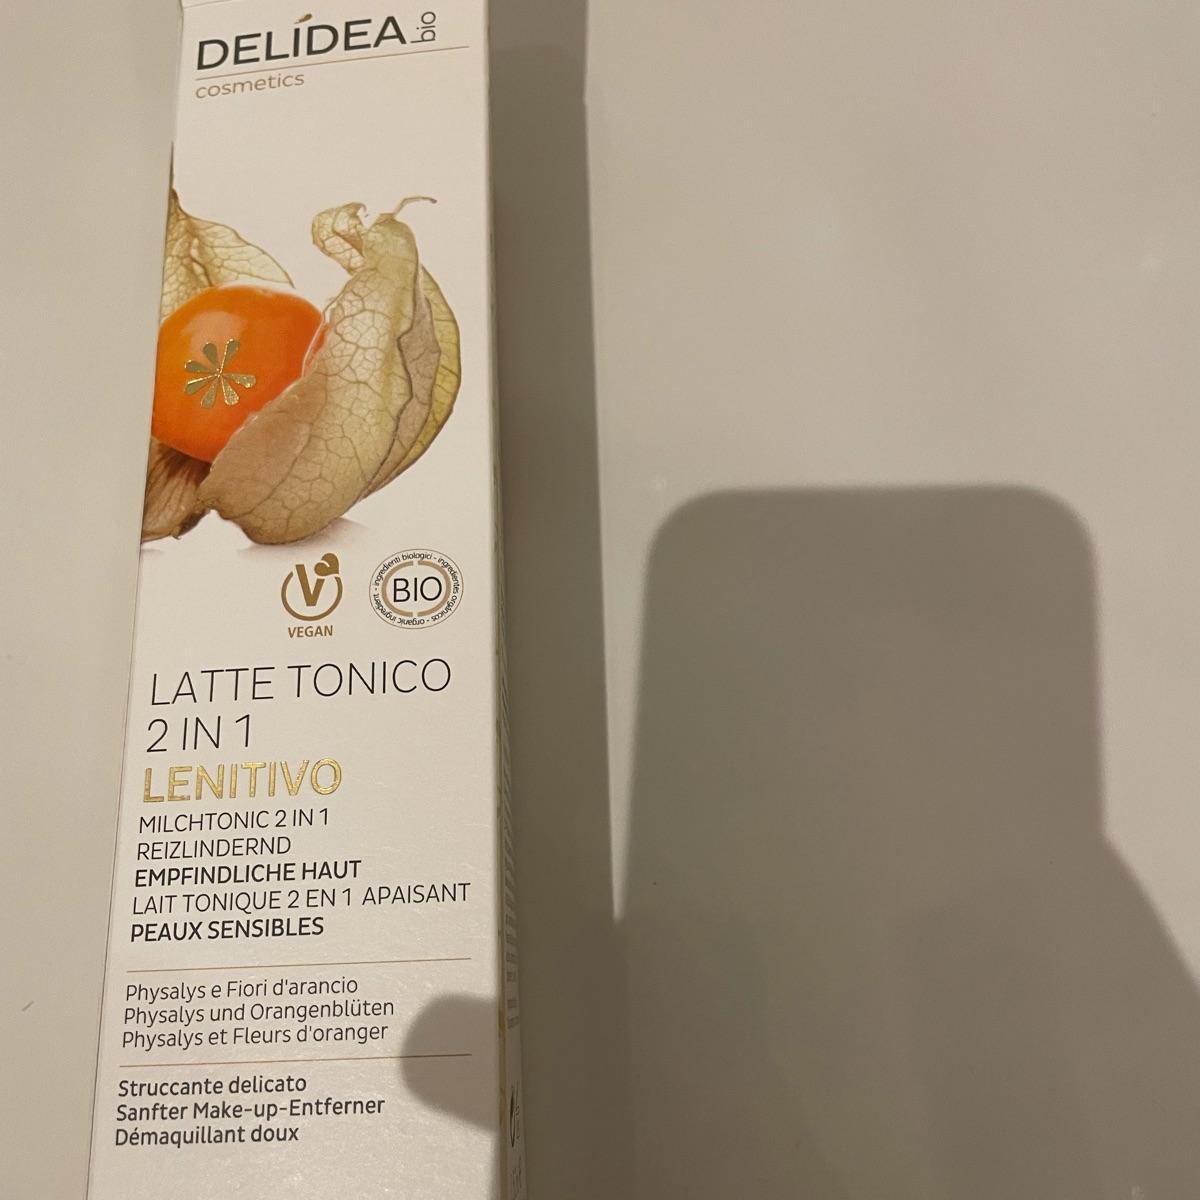 DELÍDEA bio
cosmetics
VEGAN
ingredienti biologici - ingredientes orgánicos - organic ingredient -
BIO
LATTE TONICO
2 IN 1
LENITIVO
MILCHTONIC 2 IN 1
REIZLINDERND
EMPFINDLICHE HAUT
LAIT TONIQUE 2 EN 1 APAISANT
PEAUX SENSIBLES
Physalys e Fiori d'arancio
Physalys und Orangenblüten
Physalys et Fleurs d'oranger
Struccante delicato
Sanfter Make-up-Entferner
Démaquillant doux